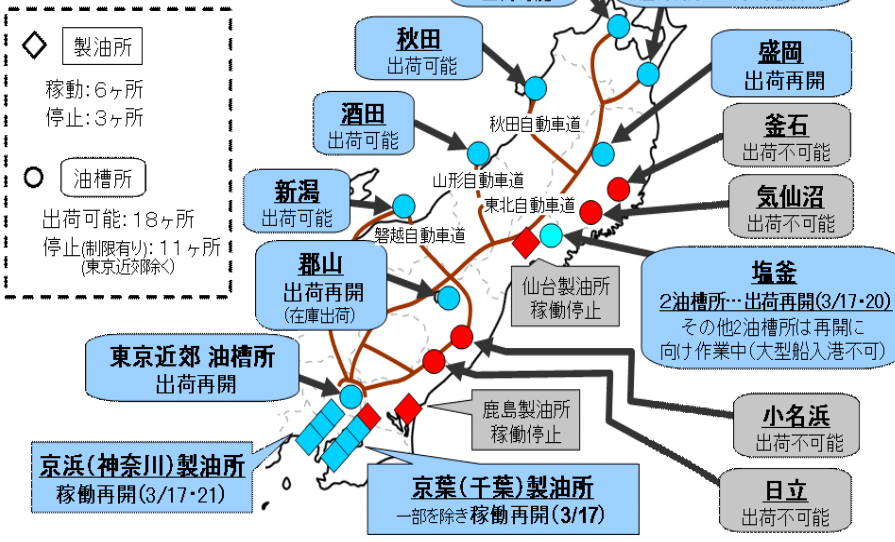 製油所
稼動:6ヶ所
停止:3ヶ所
油槽所
出荷可能:18ヶ所
停止(制限有り):11ヶ所
(東京近郊除く)
秋田
出荷可能
酒田
出荷可能
新潟
出荷可能
郡山
出荷再開
(在庫出荷)
東京近郊 油槽所
出荷再開
京浜(神奈川)製油所
稼働再開(3/17・21)
秋田自動車道
山形自動車道
東北自動車道
磐越自動車道
盛岡
出荷再開
釜石
出荷不可能
気仙沼
出荷不可能
仙台製油所
稼働停止
塩釜
2油槽所…出荷再開(3/17・20)
その他2油槽所は再開に
向け作業中(大型船入港不可)
鹿島製油所
稼働停止
小名浜
出荷不可能
日立
出荷不可能
京葉(千葉)製油所
一部を除き稼働再開(3/17)